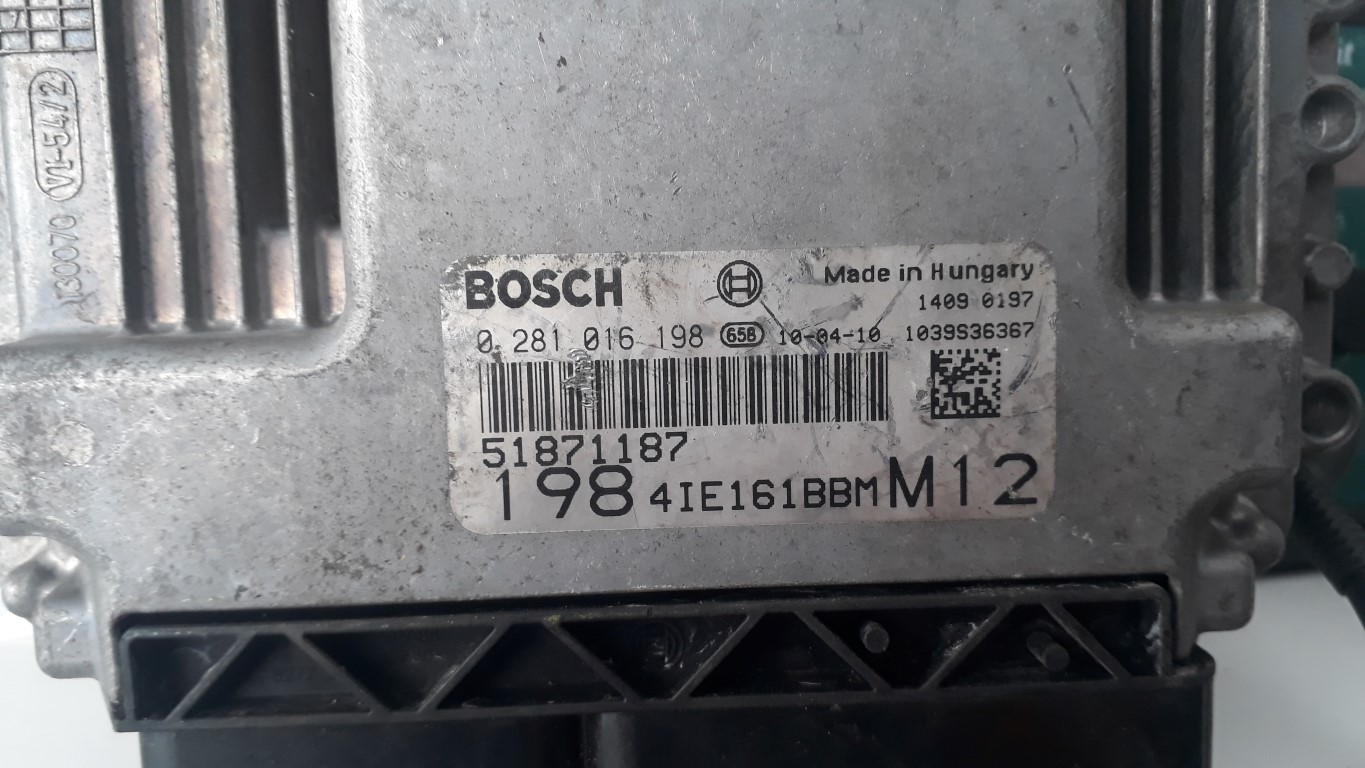 V1-54/2
130070
BOSCH
Made in Hungary
1409 0197
0 281 016 198 658 10-04-10 1039S36367
51871187
198 4IE161BBM M12